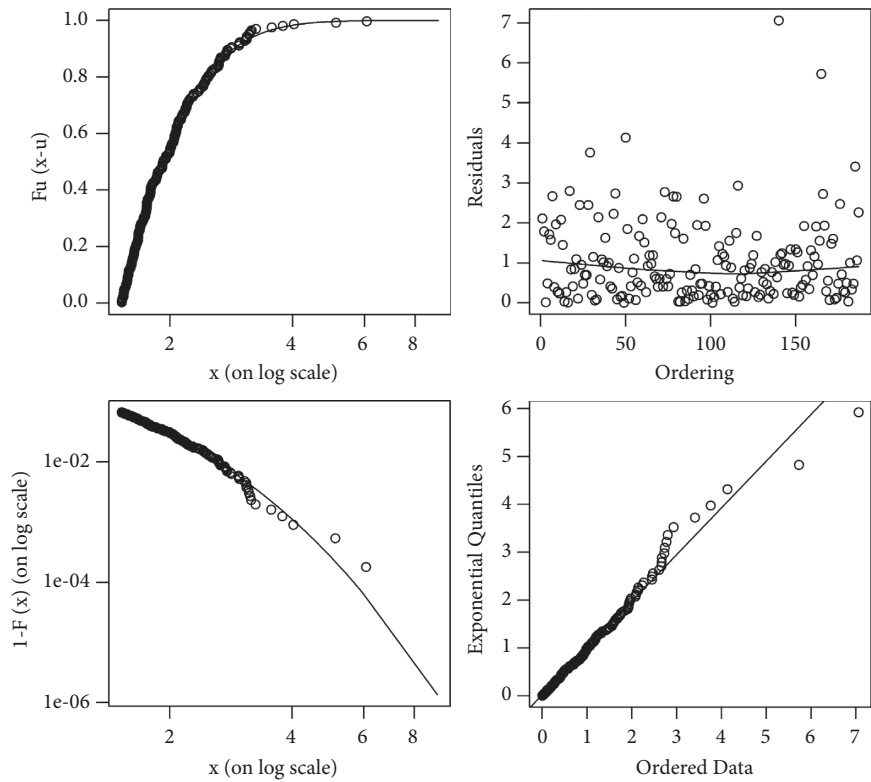 1.0
0.8
0.6
0.4
0.2
0.0
Fu (x-u)
2 4 6 8
x (on log scale)
7
6
5
4
3
2
1
0
Residuals
0 50 100 150
Ordering
1e-02
1e-04
1e-06
1-F (x) (on log scale)
2 4 6 8
x (on log scale)
6
5
4
3
2
1
0
Exponential Quantiles
0 1 2 3 4 5 6 7
Ordered Data